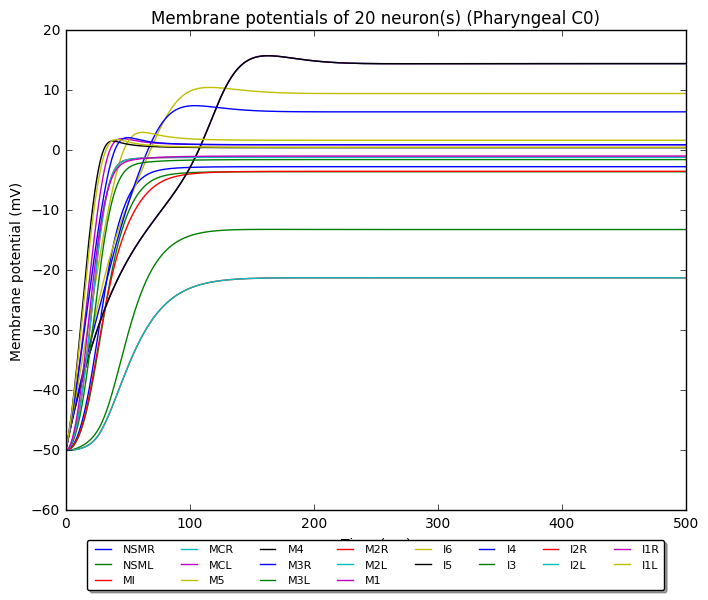 Membrane potentials of 20 neuron(s) (Pharyngeal C0)
20
10
0
−10
−20
−30
−40
−50
−60
Membrane potential (mV)
0 100 200 300 400 500
NSMR MCR M4 M2R I6 I4 I2R I1R
NSML MCL M3R M2L I5 I3 I2L I1L
MI M5 M3L M1